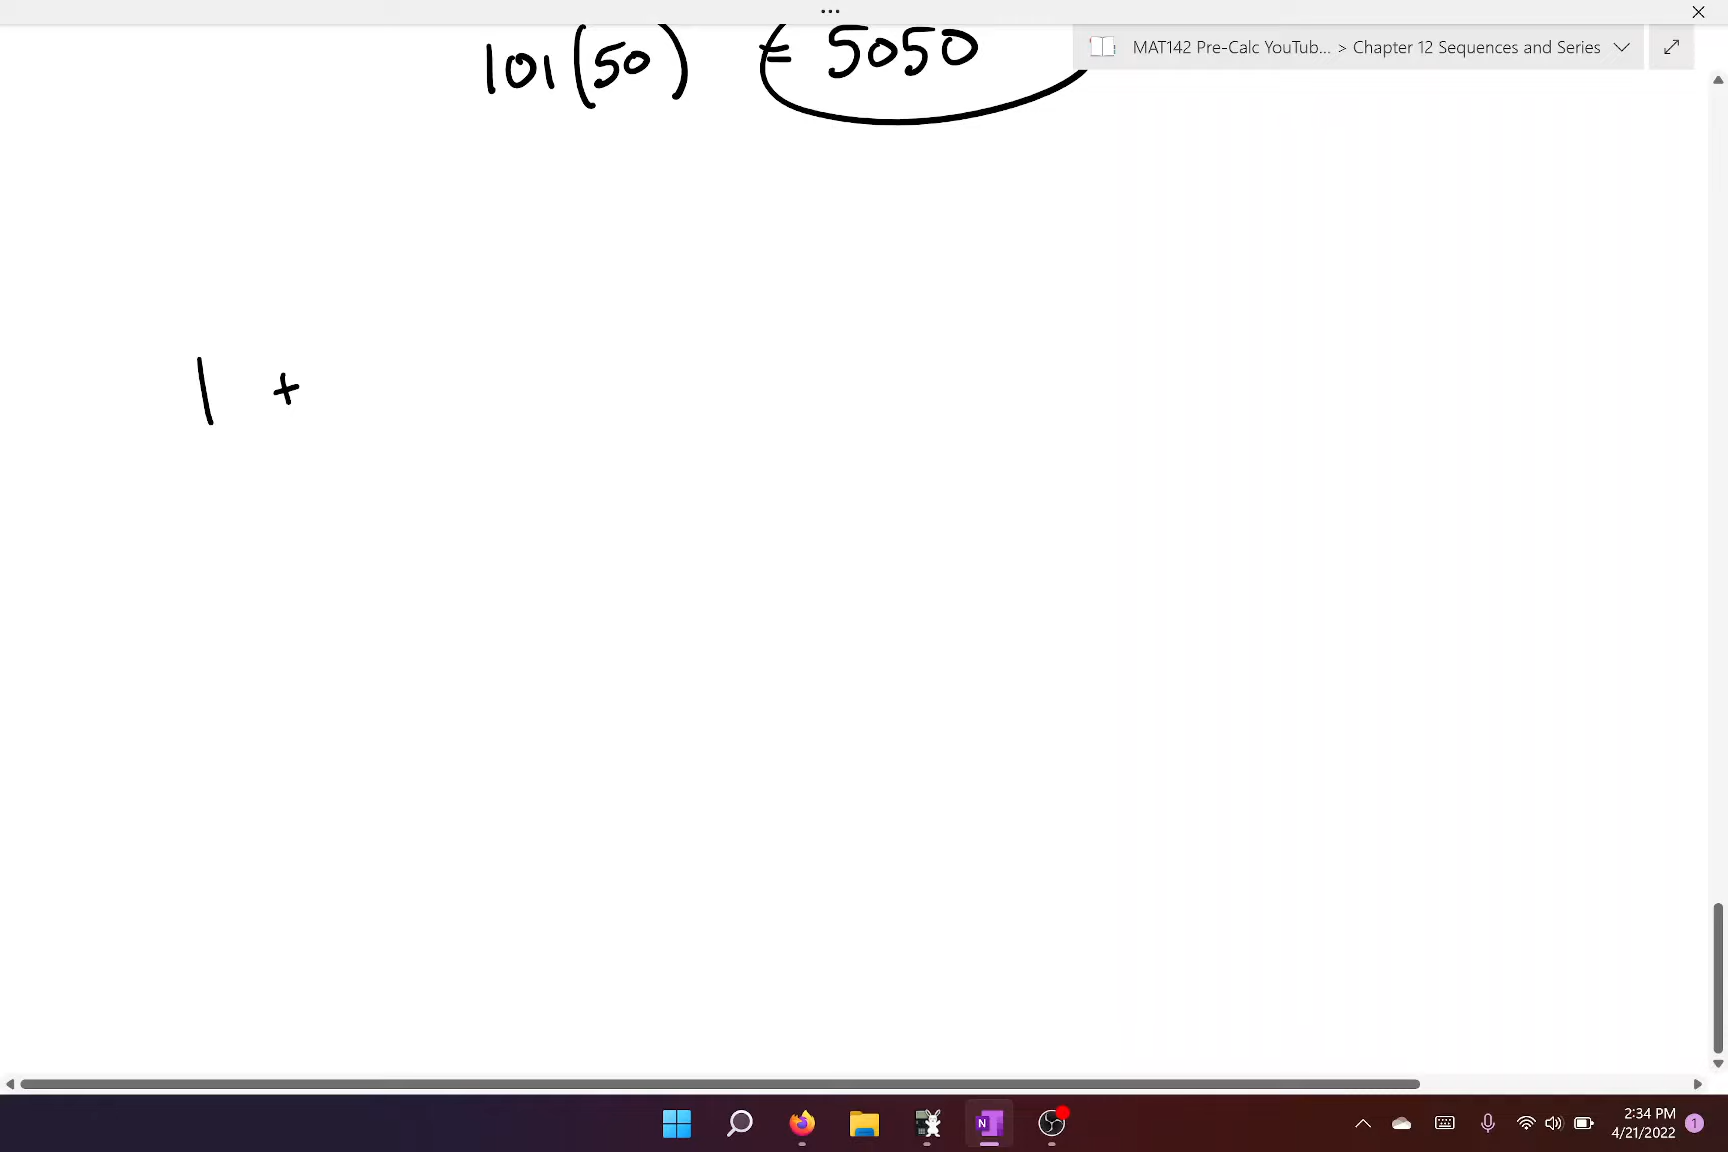 101(50) = 5050
MAT142 Pre-Calc YouTub... > Chapter 12 Sequences and Series
1 +
2:34 PM
4/21/2022
1